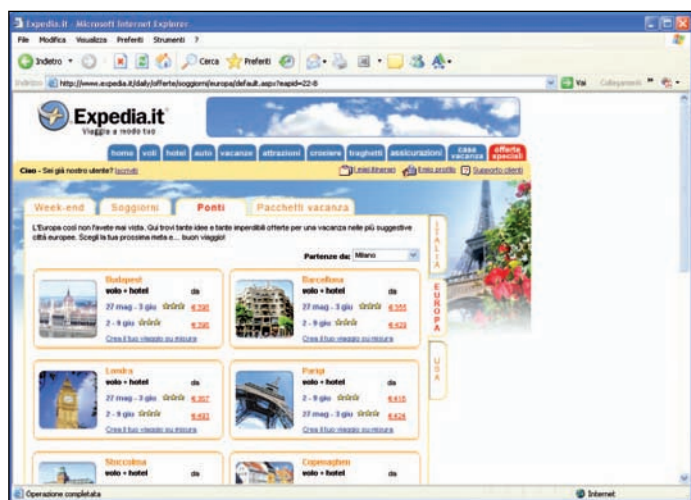 Expedia.it - Microsoft Internet Explorer
File Modifica Visualizza Preferiti Strumenti ?
Indietro Cerca Preferiti
Indirizzo http://www.expedia.it/daily/offerte/soggiorni/europa/default.aspx?eapid=22-8 Vai Collegamenti
Expedia.it
Viaggia a modo tuo
home voli hotel auto vacanze attrazioni crociere traghetti assicurazioni casa vacanza offerte speciali
Ciao - Sei già nostro utente? Iscriviti I miei itinerari Il mio profilo Supporto clienti
Week-end Soggiorni Ponti Pacchetti vacanza
L'Europa così non l'avete mai vista. Qui trovi tante idee e tante imperdibili offerte per una vacanza nelle più suggestive
città europee. Scegli la tua prossima meta e... buon viaggio!
Partenze da: Milano
ITALIA
EUROPA
USA
Budapest
volo + hotel da
27 mag - 3 giu
2 - 9 giu
Crea il tuo viaggio su misura
Barcellona
volo + hotel da
27 mag - 3 giu € 355
2 - 9 giu € 423
Crea il tuo viaggio su misura
Londra
volo + hotel da
27 mag - 3 giu € 357
2 - 9 giu
Crea il tuo viaggio su misura
Parigi
volo + hotel da
2 - 9 giu € 415
27 mag - 3 giu € 424
Crea il tuo viaggio su misura
Stoccolma
volo + hotel da
Copenaghen
volo + hotel da
Operazione completata Internet